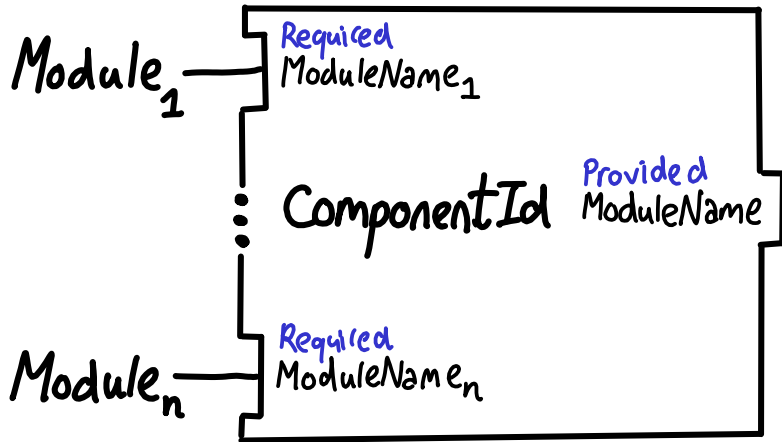 Required
Module₁ ModuleName₁
Provided
ComponentId ModuleName
Required
Moduleₙ ModuleNameₙ